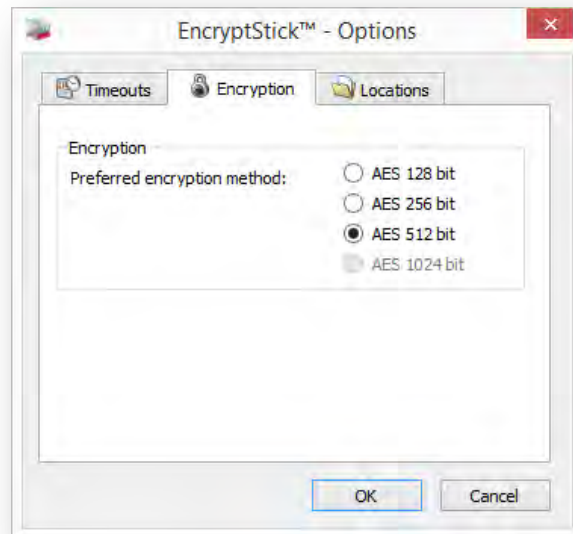 EncryptStick™ - Options
Timeouts
Encryption
Locations
Encryption
Preferred encryption method:
AES 128 bit
AES 256 bit
AES 512 bit
AES 1024 bit
OK
Cancel